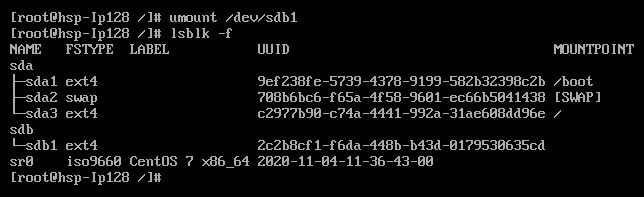 [root@hsp-Ip128 /]# umount /dev/sdb1
[root@hsp-Ip128 /]# lsblk -f
NAME   FSTYPE  LABEL           UUID                                 MOUNTPOINT
sda
├─sda1 ext4                    9ef238fe-5739-4378-9199-582b32398c2b /boot
├─sda2 swap                    708b6bc6-f65a-4f58-9601-ec66b5041438 [SWAP]
└─sda3 ext4                    c2977b90-c74a-4441-992a-31ae608dd96e /
sdb
└─sdb1 ext4                    2c2b8cf1-f6da-448b-b43d-0179530635cd
sr0    iso9660 CentOS 7 x86_64 2020-11-04-11-36-43-00
[root@hsp-Ip128 /]#